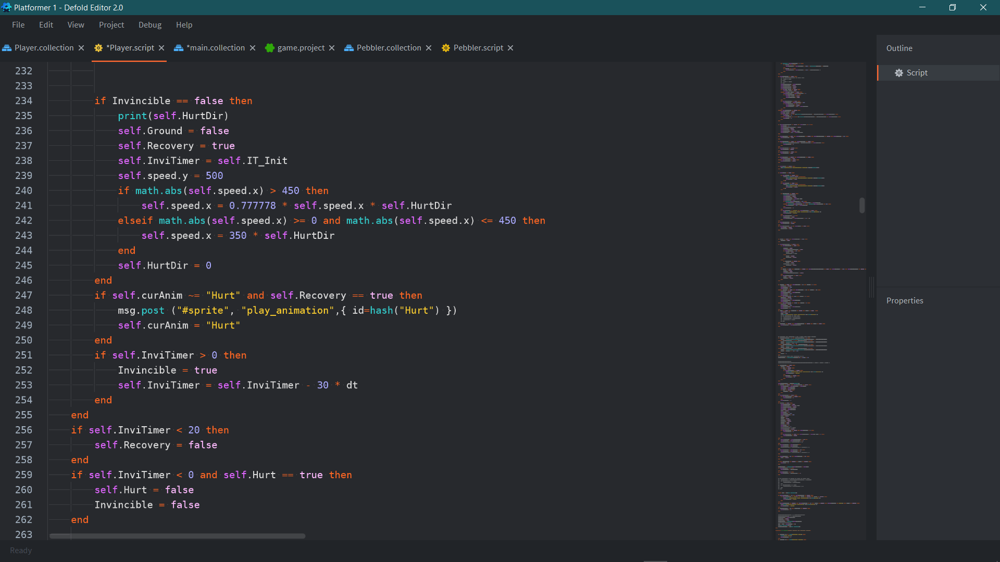 Platformer 1 - Defold Editor 2.0
File Edit View Project Debug Help
Player.collection *Player.script *main.collection game.project Pebbler.collection Pebbler.script
Outline
Script
Properties
232
233
234 if Invincible == false then
235 print(self.HurtDir)
236 self.Ground = false
237 self.Recovery = true
238 self.InviTimer = self.IT_Init
239 self.speed.y = 500
240 if math.abs(self.speed.x) > 450 then
241 self.speed.x = 0.777778 * self.speed.x * self.HurtDir
242 elseif math.abs(self.speed.x) >= 0 and math.abs(self.speed.x) <= 450 then
243 self.speed.x = 350 * self.HurtDir
244 end
245 self.HurtDir = 0
246 end
247 if self.curAnim ~= "Hurt" and self.Recovery == true then
248 msg.post ("#sprite", "play_animation",{ id=hash("Hurt") })
249 self.curAnim = "Hurt"
250 end
251 if self.InviTimer > 0 then
252 Invincible = true
253 self.InviTimer = self.InviTimer - 30 * dt
254 end
255 end
256 if self.InviTimer < 20 then
257 self.Recovery = false
258 end
259 if self.InviTimer < 0 and self.Hurt == true then
260 self.Hurt = false
261 Invincible = false
262 end
263
Ready